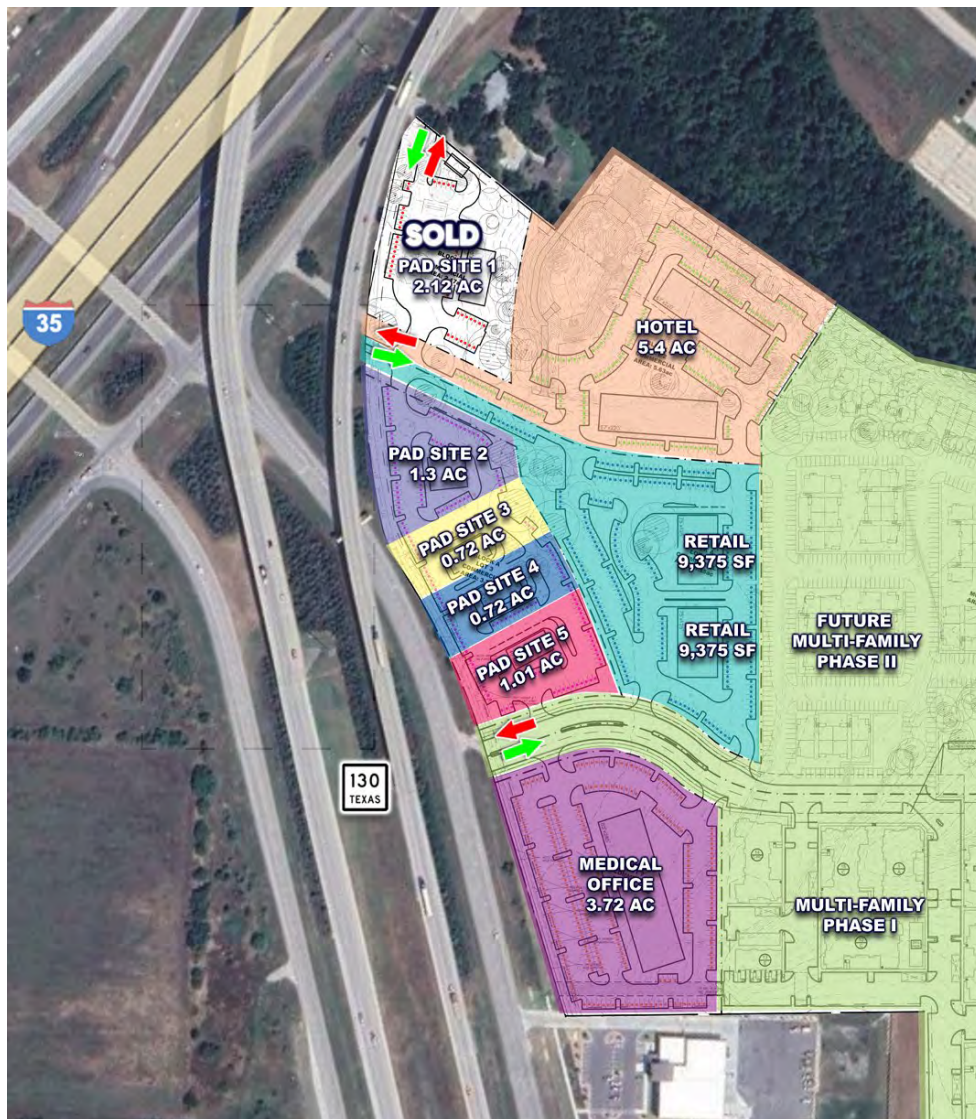 SOLD
PAD SITE 1
2.12 AC
35
HOTEL
5.4 AC
PAD SITE 2
1.3 AC
PAD SITE 3
0.72 AC
PAD SITE 4
0.72 AC
RETAIL
9,375 SF
RETAIL
9,375 SF
FUTURE
MULTI-FAMILY
PHASE II
PAD SITE 5
1.01 AC
130
TEXAS
MEDICAL
OFFICE
3.72 AC
MULTI-FAMILY
PHASE I